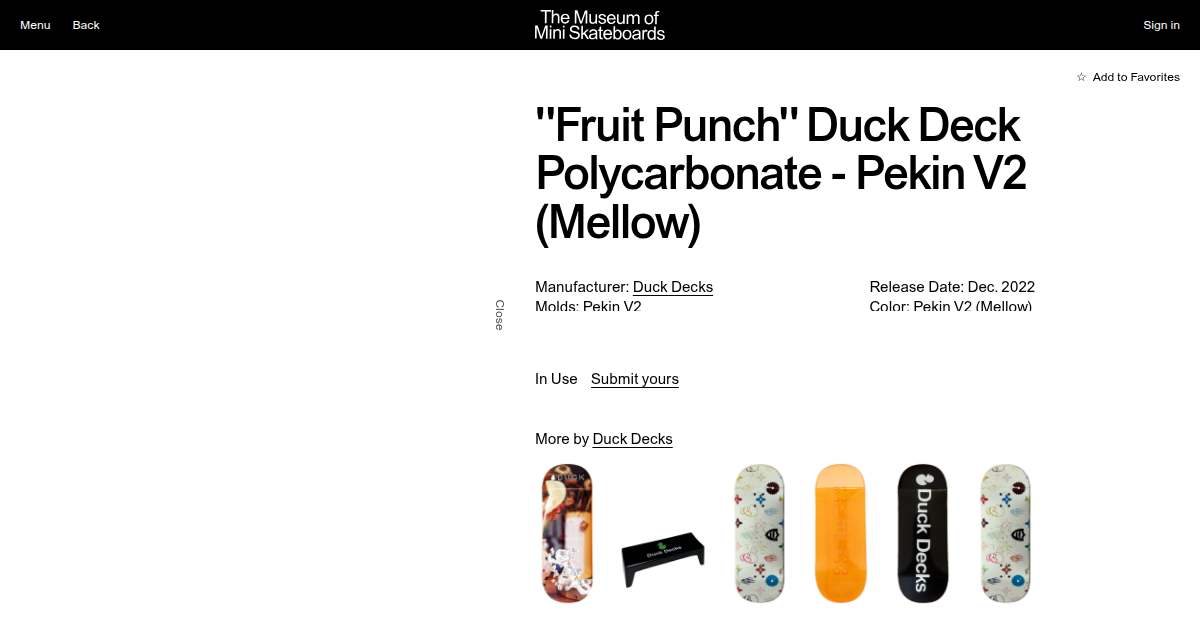 Menu
Back
The Museum of
Mini Skateboards
Sign in
☆ Add to Favorites
"Fruit Punch" Duck Deck
Polycarbonate - Pekin V2
(Mellow)
Manufacturer: Duck Decks
Release Date: Dec. 2022
Molds: Pekin V2
Color: Pekin V2 (Mellow)
Close
In Use
Submit yours
More by Duck Decks
DUCK
Duck Decks
Duck Decks